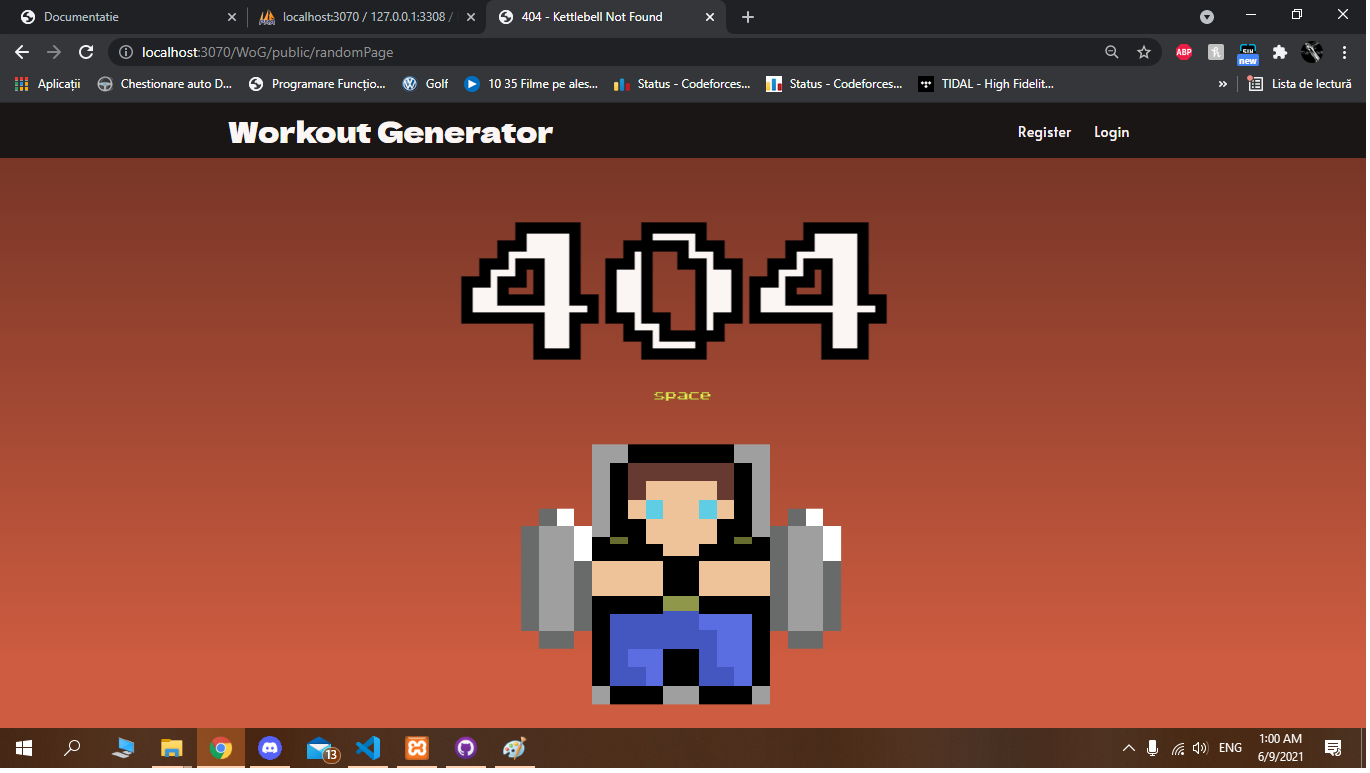 Documentatie
localhost:3070 / 127.0.0.1:3308 /
404 - Kettlebell Not Found
localhost:3070/WoG/public/randomPage
ABP
new
Aplicații
Chestionare auto D...
Programare Funcțio...
Golf
10 35 Filme pe ales...
Status - Codeforces...
Status - Codeforces...
TIDAL - High Fidelit...
»
Lista de lectură
Workout Generator
Register
Login
404
space
13
ENG
1:00 AM
6/9/2021